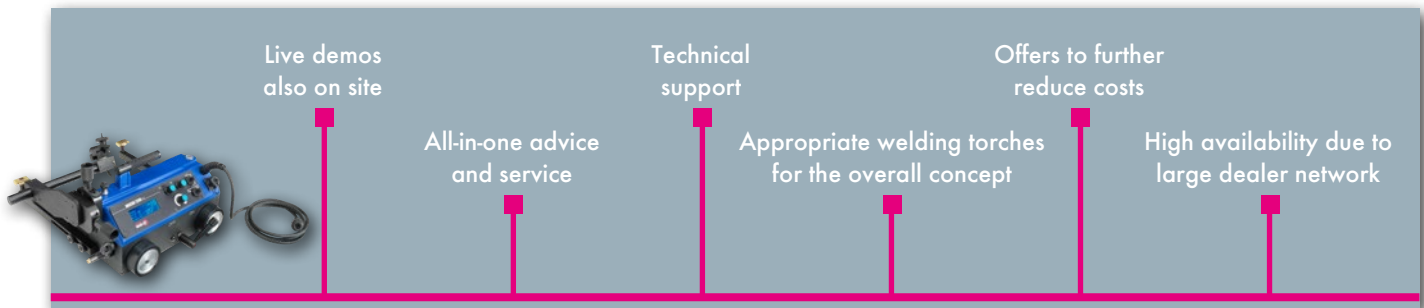 Live demos
also on site
All-in-one advice
and service
Technical
support
Appropriate welding torches
for the overall concept
Offers to further
reduce costs
High availability due to
large dealer network